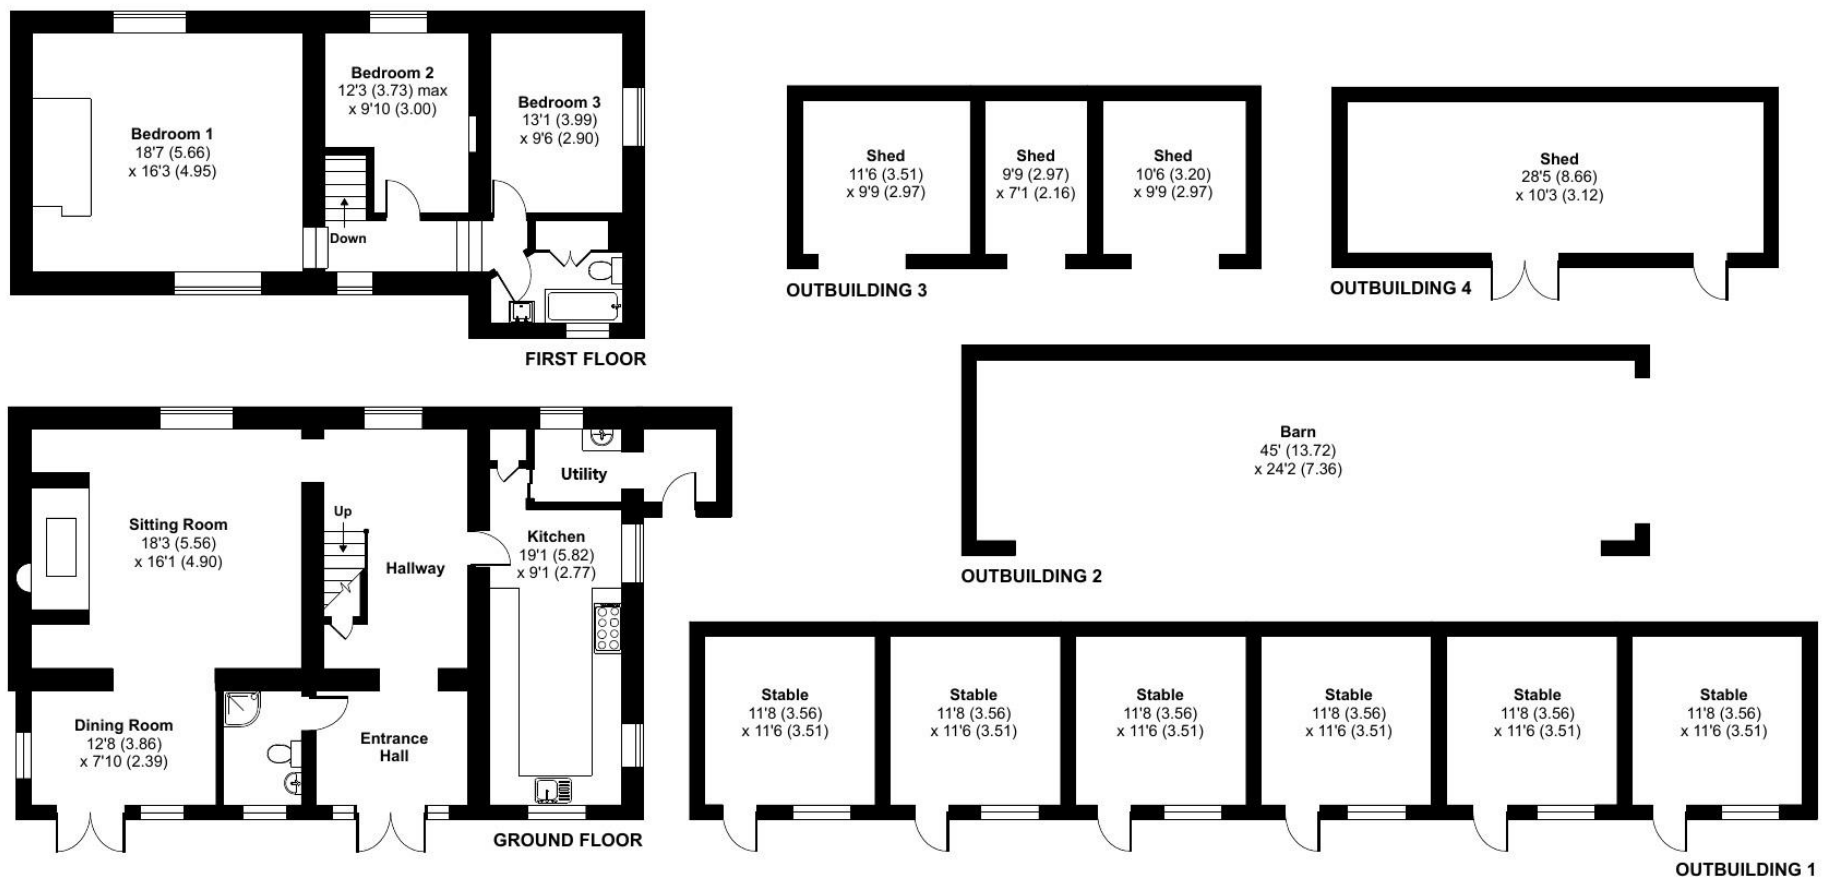 Bedroom 1
18'7 (5.66)
x 16'3 (4.95)
Bedroom 2
12'3 (3.73) max
x 9'10 (3.00)
Bedroom 3
13'1 (3.99)
x 9'6 (2.90)
Down
FIRST FLOOR
Shed
11'6 (3.51)
x 9'9 (2.97)
Shed
9'9 (2.97)
x 7'1 (2.16)
Shed
10'6 (3.20)
x 9'9 (2.97)
OUTBUILDING 3
Shed
28'5 (8.66)
x 10'3 (3.12)
OUTBUILDING 4
Barn
45' (13.72)
x 24'2 (7.36)
OUTBUILDING 2
Sitting Room
18'3 (5.56)
x 16'1 (4.90)
Up
Hallway
Utility
Kitchen
19'1 (5.82)
x 9'1 (2.77)
Dining Room
12'8 (3.86)
x 7'10 (2.39)
Entrance
Hall
GROUND FLOOR
Stable
11'8 (3.56)
x 11'6 (3.51)
Stable
11'8 (3.56)
x 11'6 (3.51)
Stable
11'8 (3.56)
x 11'6 (3.51)
Stable
11'8 (3.56)
x 11'6 (3.51)
Stable
11'8 (3.56)
x 11'6 (3.51)
Stable
11'8 (3.56)
x 11'6 (3.51)
OUTBUILDING 1